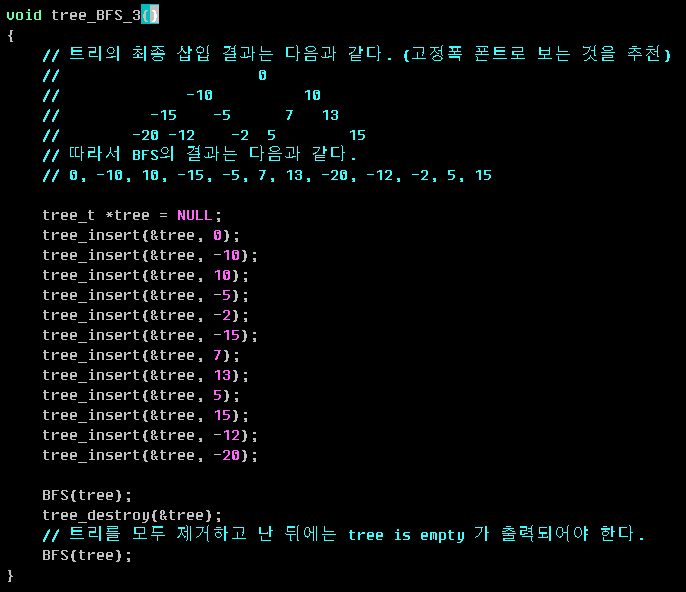 void tree_BFS_3()
{
    // 트리의 최종 삽입 결과는 다음과 같다. (고정폭 폰트로 보는 것을 추천)
    //                      0
    //              -10          10
    //          -15    -5      7   13
    //        -20 -12    -2  5        15
    // 따라서 BFS의 결과는 다음과 같다.
    // 0, -10, 10, -15, -5, 7, 13, -20, -12, -2, 5, 15

    tree_t *tree = NULL;
    tree_insert(&tree, 0);
    tree_insert(&tree, -10);
    tree_insert(&tree, 10);
    tree_insert(&tree, -5);
    tree_insert(&tree, -2);
    tree_insert(&tree, -15);
    tree_insert(&tree, 7);
    tree_insert(&tree, 13);
    tree_insert(&tree, 5);
    tree_insert(&tree, 15);
    tree_insert(&tree, -12);
    tree_insert(&tree, -20);

    BFS(tree);
    tree_destroy(&tree);
    // 트리를 모두 제거하고 난 뒤에는 tree is empty 가 출력되어야 한다.
    BFS(tree);
}